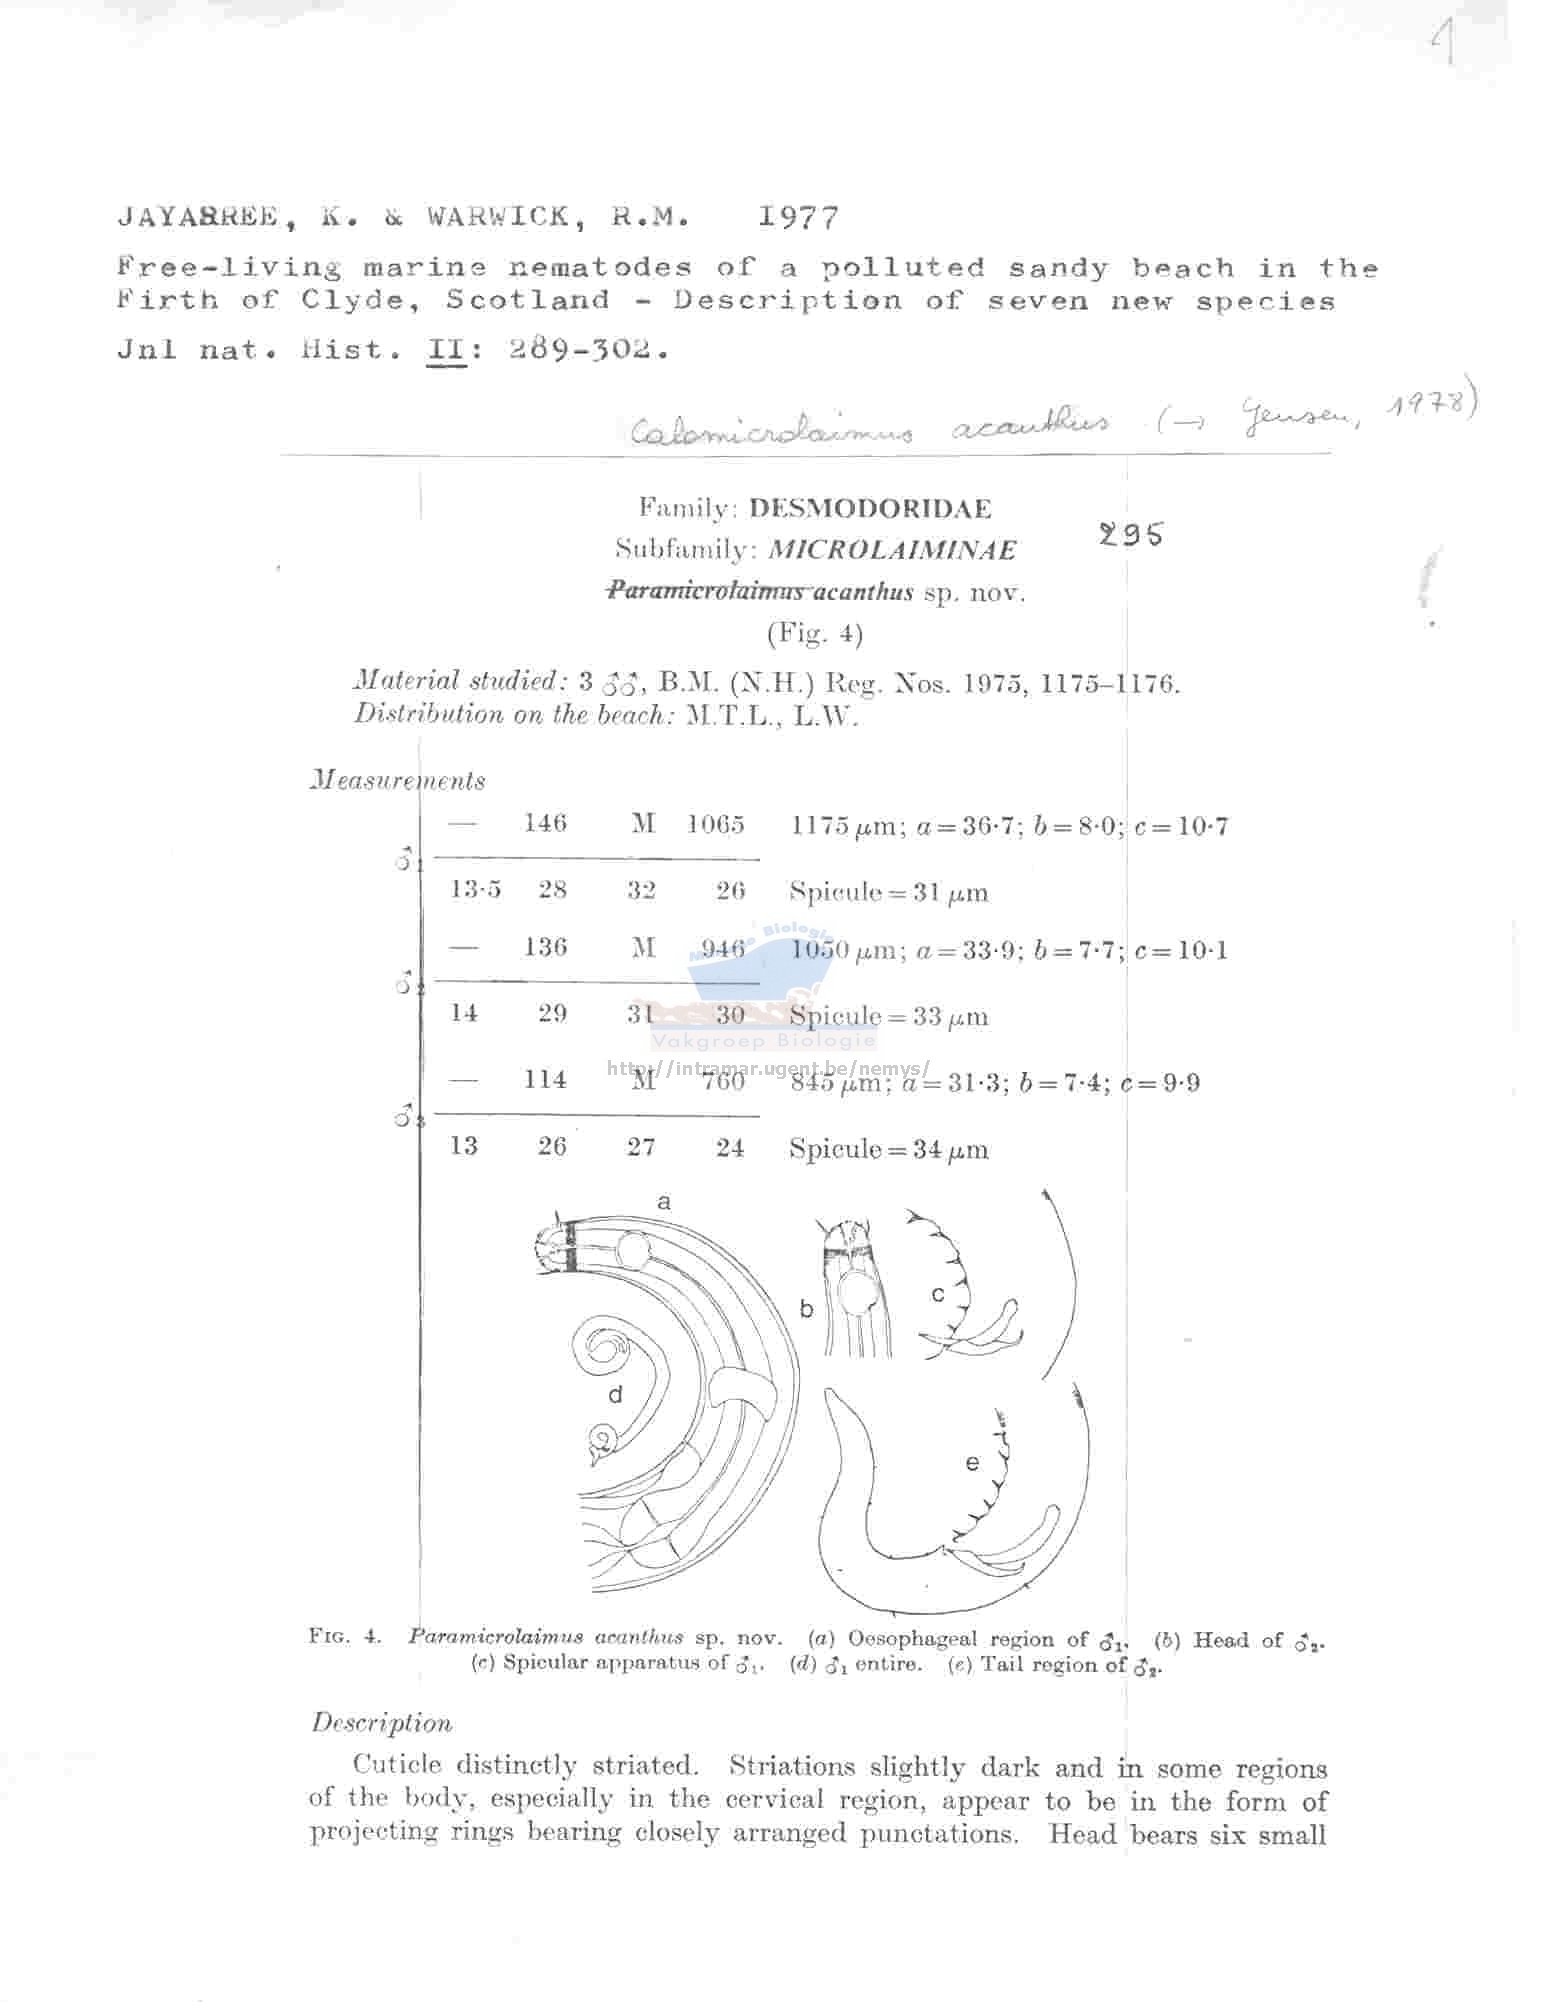 1
JAYASREE, K. & WARWICK, R.M. 1977
Free-living marine nematodes of a polluted sandy beach in the
Firth of Clyde, Scotland - Description of seven new species
Jnl nat. Hist. II: 289-302.
Calomicrolaimus acanthus (→ Jensen, 1978)
Family: DESMODORIDAE
295
Subfamily: MICROLAIMINAE
Paramicrolaimus acanthus sp. nov.
(Fig. 4)
Material studied: 3 ♂♂, B.M. (N.H.) Reg. Nos. 1975, 1175–1176.
Distribution on the beach: M.T.L., L.W.
Measurements
— 146 M 1065 1175 μm; a=36·7; b=8·0; c=10·7
♂1
13·5 28 32 26 Spicule=31 μm
— 136 M 946 1050 μm; a=33·9; b=7·7; c=10·1
♂2
14 29 31 30 Spicule=33 μm
Vakgroep Biologie
http://intramar.ugent.be/nemys/
— 114 M 760 845 μm; a=31·3; b=7·4; c=9·9
♂3
13 26 27 24 Spicule=34 μm
a
b
c
d
e
FIG. 4. Paramicrolaimus acanthus sp. nov. (a) Oesophageal region of ♂1. (b) Head of ♂2.
(c) Spicular apparatus of ♂1. (d) ♂1 entire. (e) Tail region of ♂2.
Description
Cuticle distinctly striated. Striations slightly dark and in some regions
of the body, especially in the cervical region, appear to be in the form of
projecting rings bearing closely arranged punctations. Head bears six small